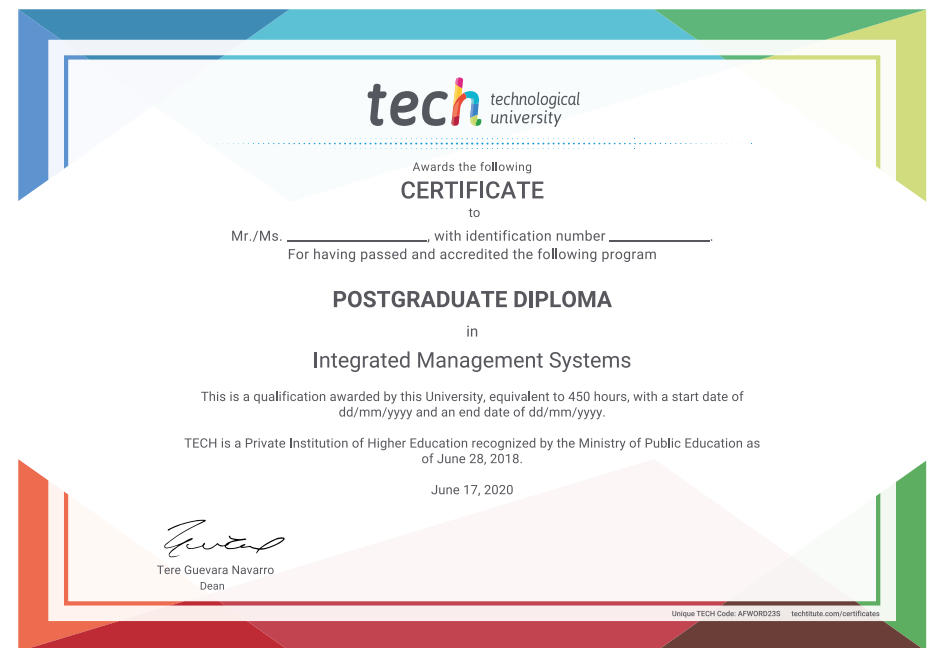 tech technological
university
Awards the following
CERTIFICATE
to
Mr./Ms. ____________________, with identification number ______________.
For having passed and accredited the following program
POSTGRADUATE DIPLOMA
in
Integrated Management Systems
This is a qualification awarded by this University, equivalent to 450 hours, with a start date of
dd/mm/yyyy and an end date of dd/mm/yyyy.
TECH is a Private Institution of Higher Education recognized by the Ministry of Public Education as
of June 28, 2018.
June 17, 2020
Tere Guevara Navarro
Dean
Unique TECH Code: AFWORD23S techtitute.com/certificates